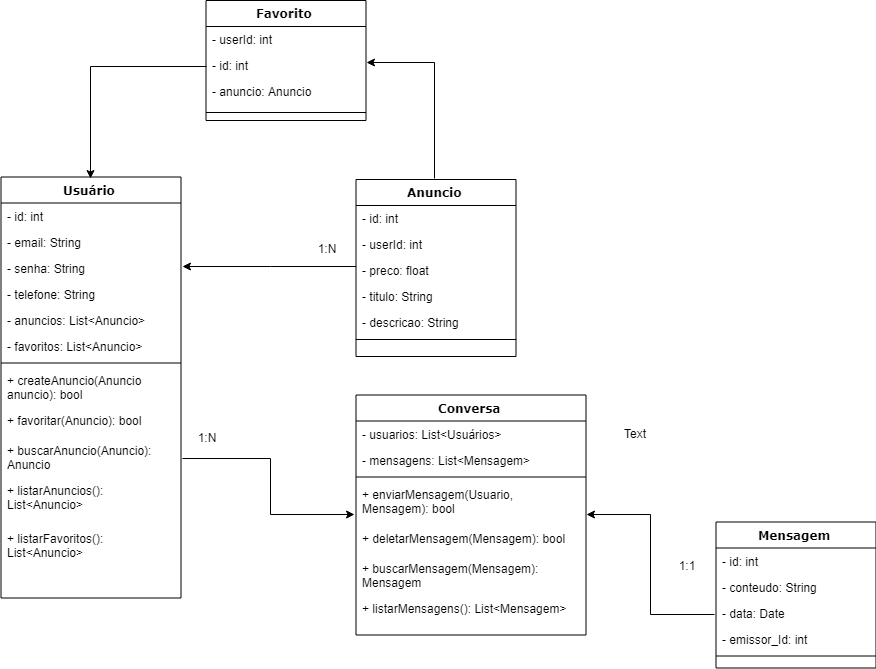 Favorito
- userId: int
- id: int
- anuncio: Anuncio
Usuário
- id: int
- email: String
- senha: String
- telefone: String
- anuncios: List<Anuncio>
- favoritos: List<Anuncio>
+ createAnuncio(Anuncio
anuncio): bool
+ favoritar(Anuncio): bool
+ buscarAnuncio(Anuncio):
Anuncio
+ listarAnuncios():
List<Anuncio>
+ listarFavoritos():
List<Anuncio>
1:N
Anuncio
- id: int
- userId: int
- preco: float
- titulo: String
- descricao: String
1:N
Conversa
- usuarios: List<Usuários>
- mensagens: List<Mensagem>
+ enviarMensagem(Usuario,
Mensagem): bool
+ deletarMensagem(Mensagem): bool
+ buscarMensagem(Mensagem):
Mensagem
+ listarMensagens(): List<Mensagem>
Text
1:1
Mensagem
- id: int
- conteudo: String
- data: Date
- emissor_Id: int